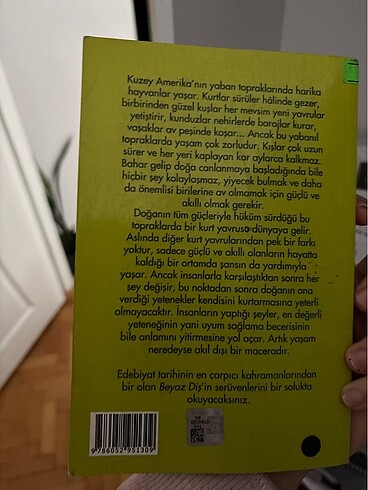 Kuzey Amerika'nın yaban topraklarında harika
hayvanlar yaşar. Kurtlar sürüler hâlinde gezer,
birbirinden güzel kuşlar her mevsim yeni yavrular
yetiştirir, kunduzlar nehirlerde barajlar kurar,
vaşaklar av peşinde koşar... Ancak bu yabanıl
topraklarda yaşam çok zorludur. Kışlar çok uzun
sürer ve her yeri kaplayan kar aylarca kalkmaz.
Bahar gelip doğa canlanmaya başladığında bile
hiçbir şey kolaylaşmaz, yiyecek bulmak ve daha
da önemlisi birilerine av olmamak için güçlü ve
akıllı olmak gerekir.
Doğanın tüm güçleriyle hüküm sürdüğü bu
topraklarda bir kurt yavrusu dünyaya gelir.
Aslında diğer kurt yavrularından pek bir farkı
yoktur, sadece güçlü ve akıllı olanların hayatta
kaldığı bir ortamda şansın da yardımıyla
yaşar. Ancak insanlarla karşılaştıktan sonra her
şey değişir, bu noktadan sonra doğanın ona
verdiği yetenekler kendisini kurtarmasına yeterli
olmayacaktır. İnsanların yaptığı şeyler, en değerli
yeteneğinin yani uyum sağlama becerisinin
bile anlamını yitirmesine yol açar. Artık yaşam
neredeyse akıl dışı bir maceradır.
Edebiyat tarihinin en çarpıcı kahramanlarından
bir olan Beyaz Diş'in serüvenlerini bir solukta
okuyacaksınız.
9 786052 951309